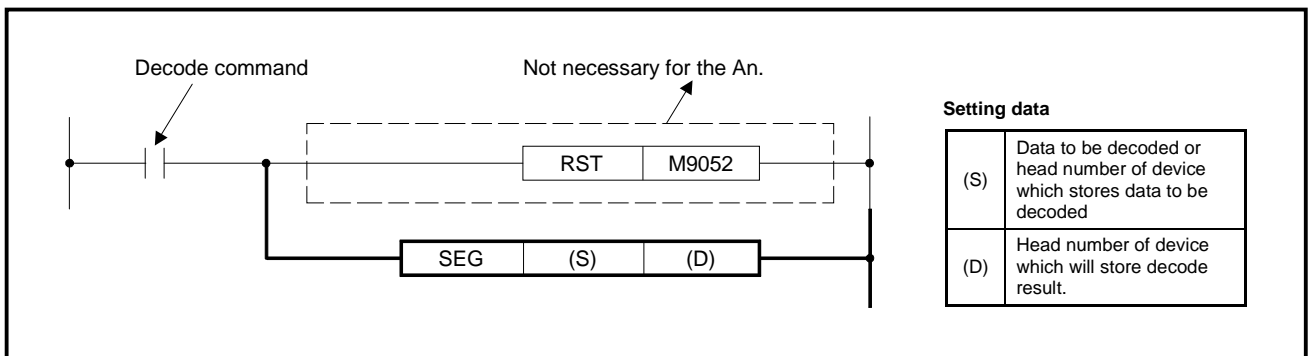 Decode command
Not necessary for the An.
RST M9052
SEG (S) (D)
Setting data
(S) Data to be decoded or
head number of device
which stores data to be
decoded
(D) Head number of device
which will store decode
result.